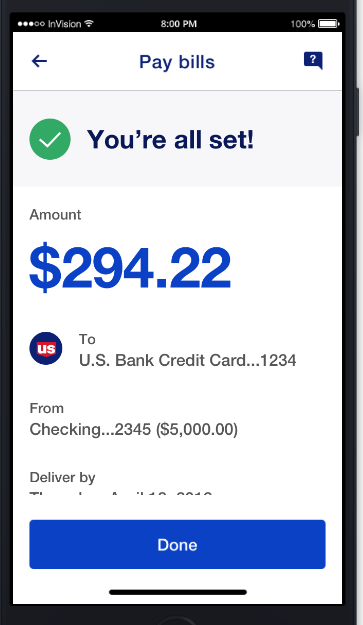 InVision 8:00 PM 100%
Pay bills
?
You're all set!
Amount
$294.22
us
To
U.S. Bank Credit Card...1234
From
Checking...2345 ($5,000.00)
Deliver by
Done